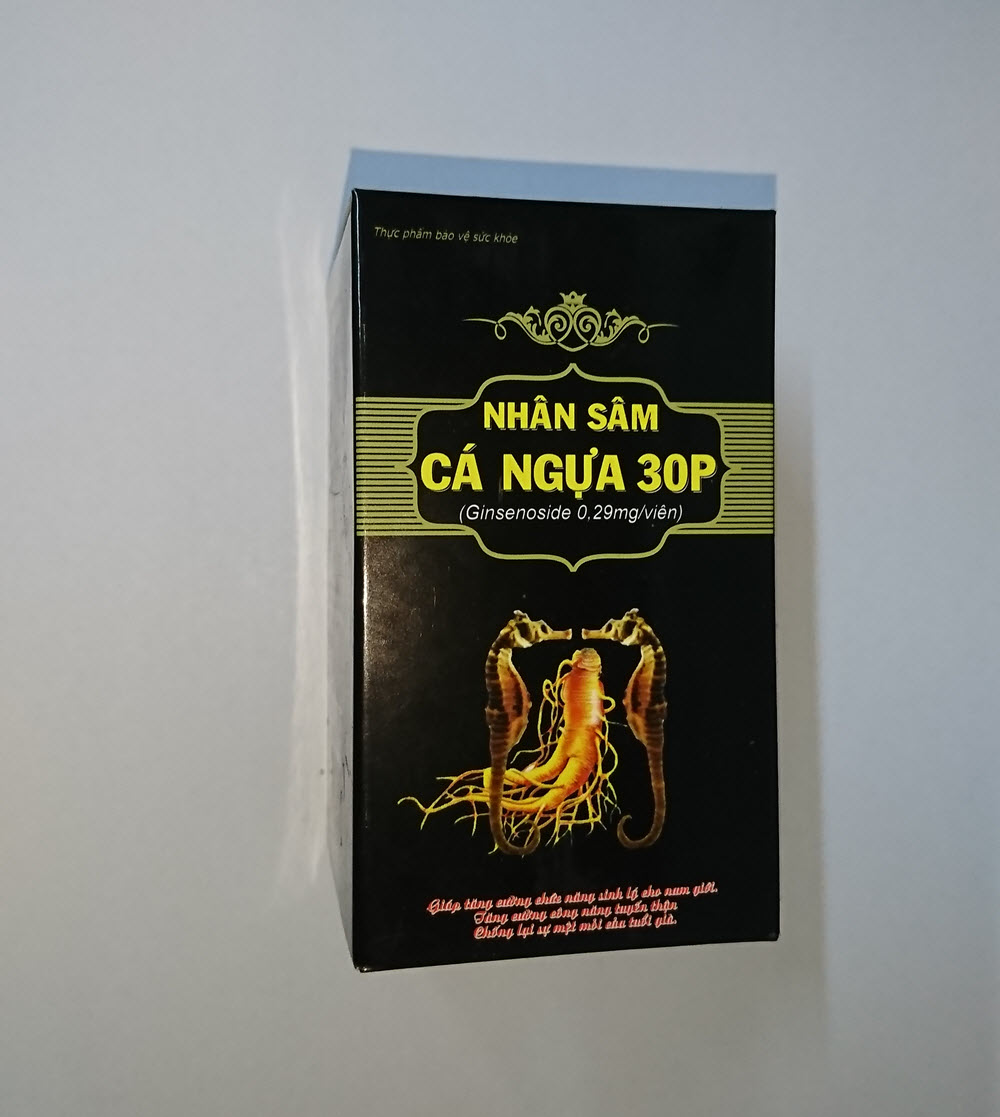 Thực phẩm bảo vệ sức khỏe
NHÂN SÂM
CÁ NGỰA 30P
(Ginsenoside 0,29mg/viên)
Giúp tăng cường chức năng sinh lý cho nam giới.
Tăng cường công năng tuyến thận
Chống lại sự mệt mỏi của tuổi già.